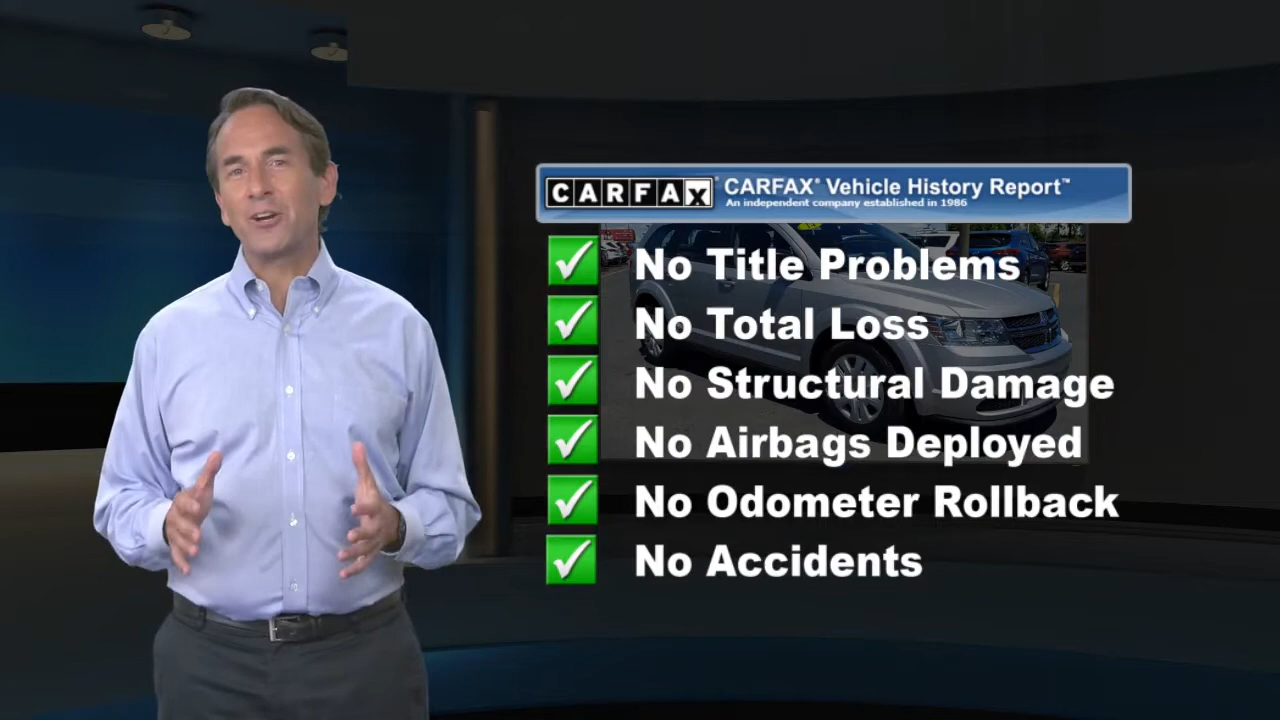 CARFAX
CARFAX® Vehicle History Report™
An independent company established in 1986
No Title Problems
No Total Loss
No Structural Damage
No Airbags Deployed
No Odometer Rollback
No Accidents